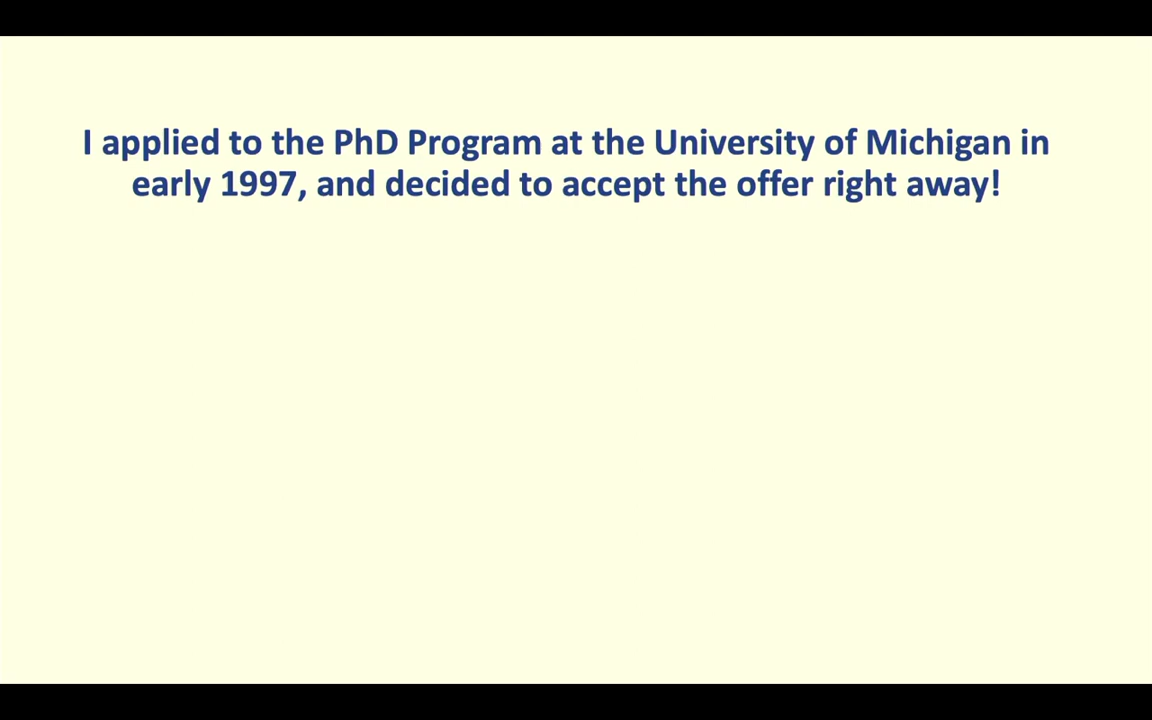 I applied to the PhD Program at the University of Michigan in
early 1997, and decided to accept the offer right away!